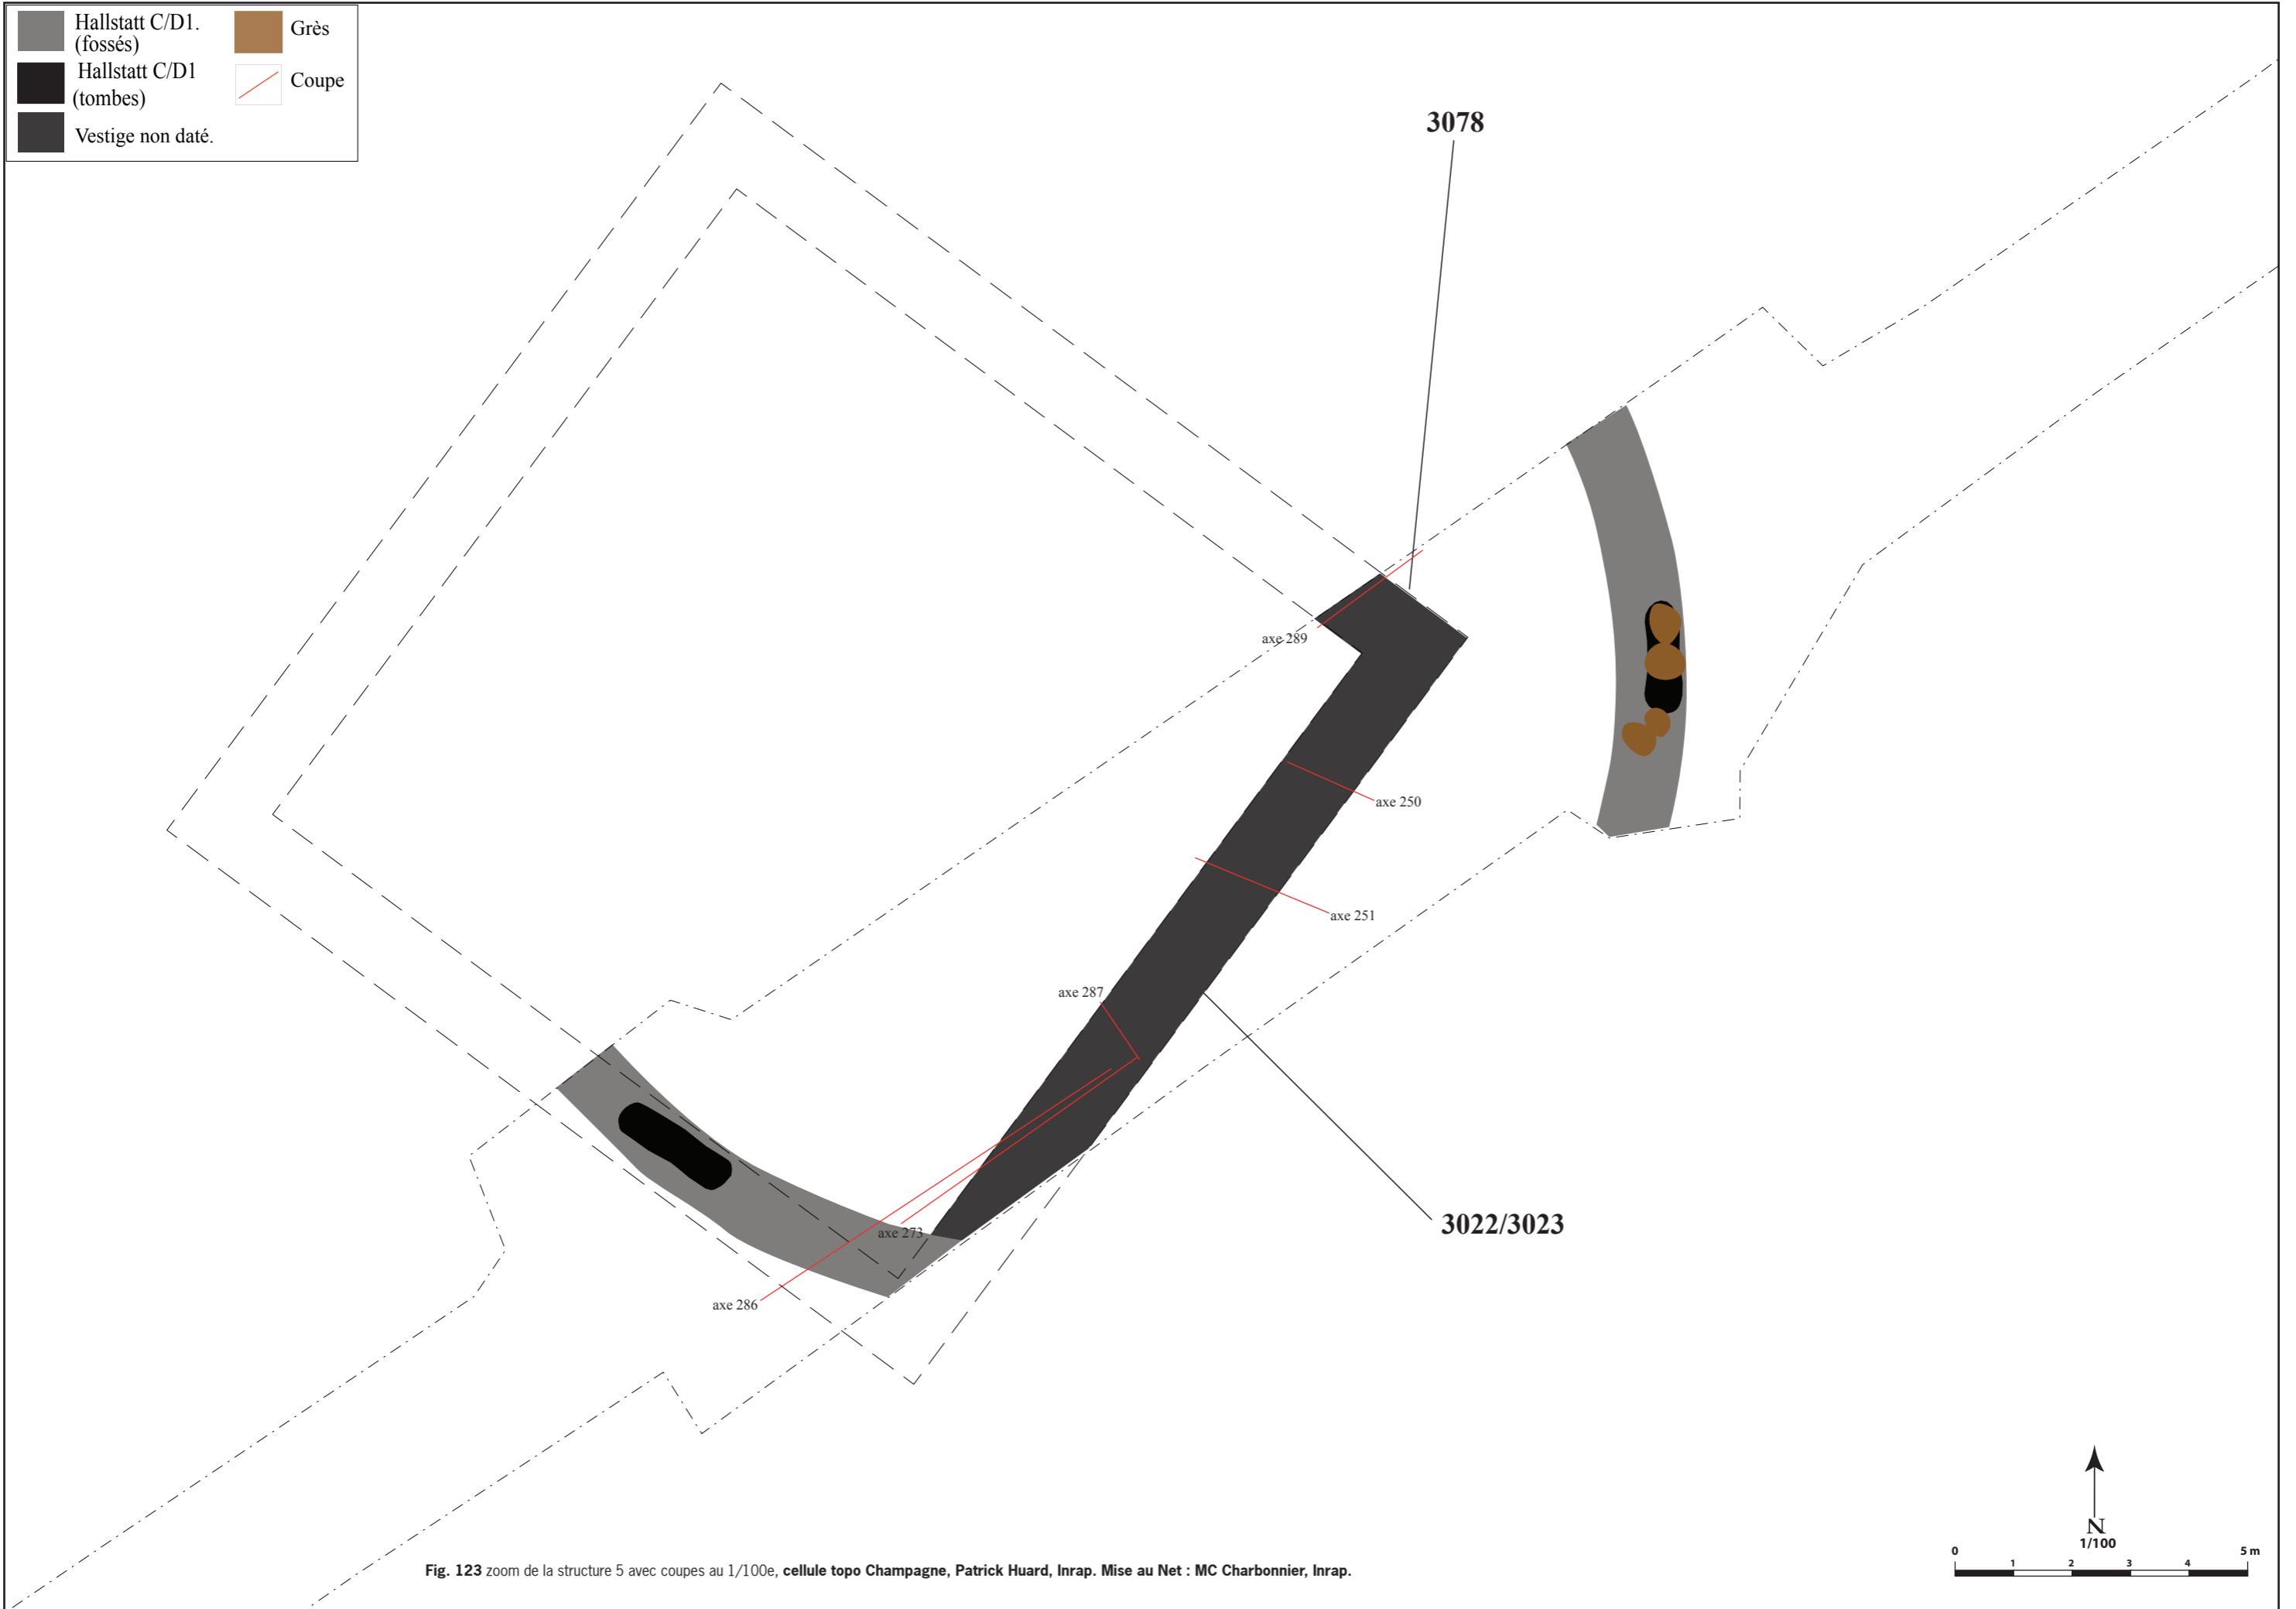 Hallstatt C/D1.
(fossés)
Hallstatt C/D1
(tombes)
Vestige non daté.
Grès
Coupe
3078
axe 289
axe 250
axe 251
axe 287
axe 273
axe 286
3022/3023
N
1/100
0 1 2 3 4 5 m
Fig. 123 zoom de la structure 5 avec coupes au 1/100e, cellule topo Champagne, Patrick Huard, Inrap. Mise au Net : MC Charbonnier, Inrap.